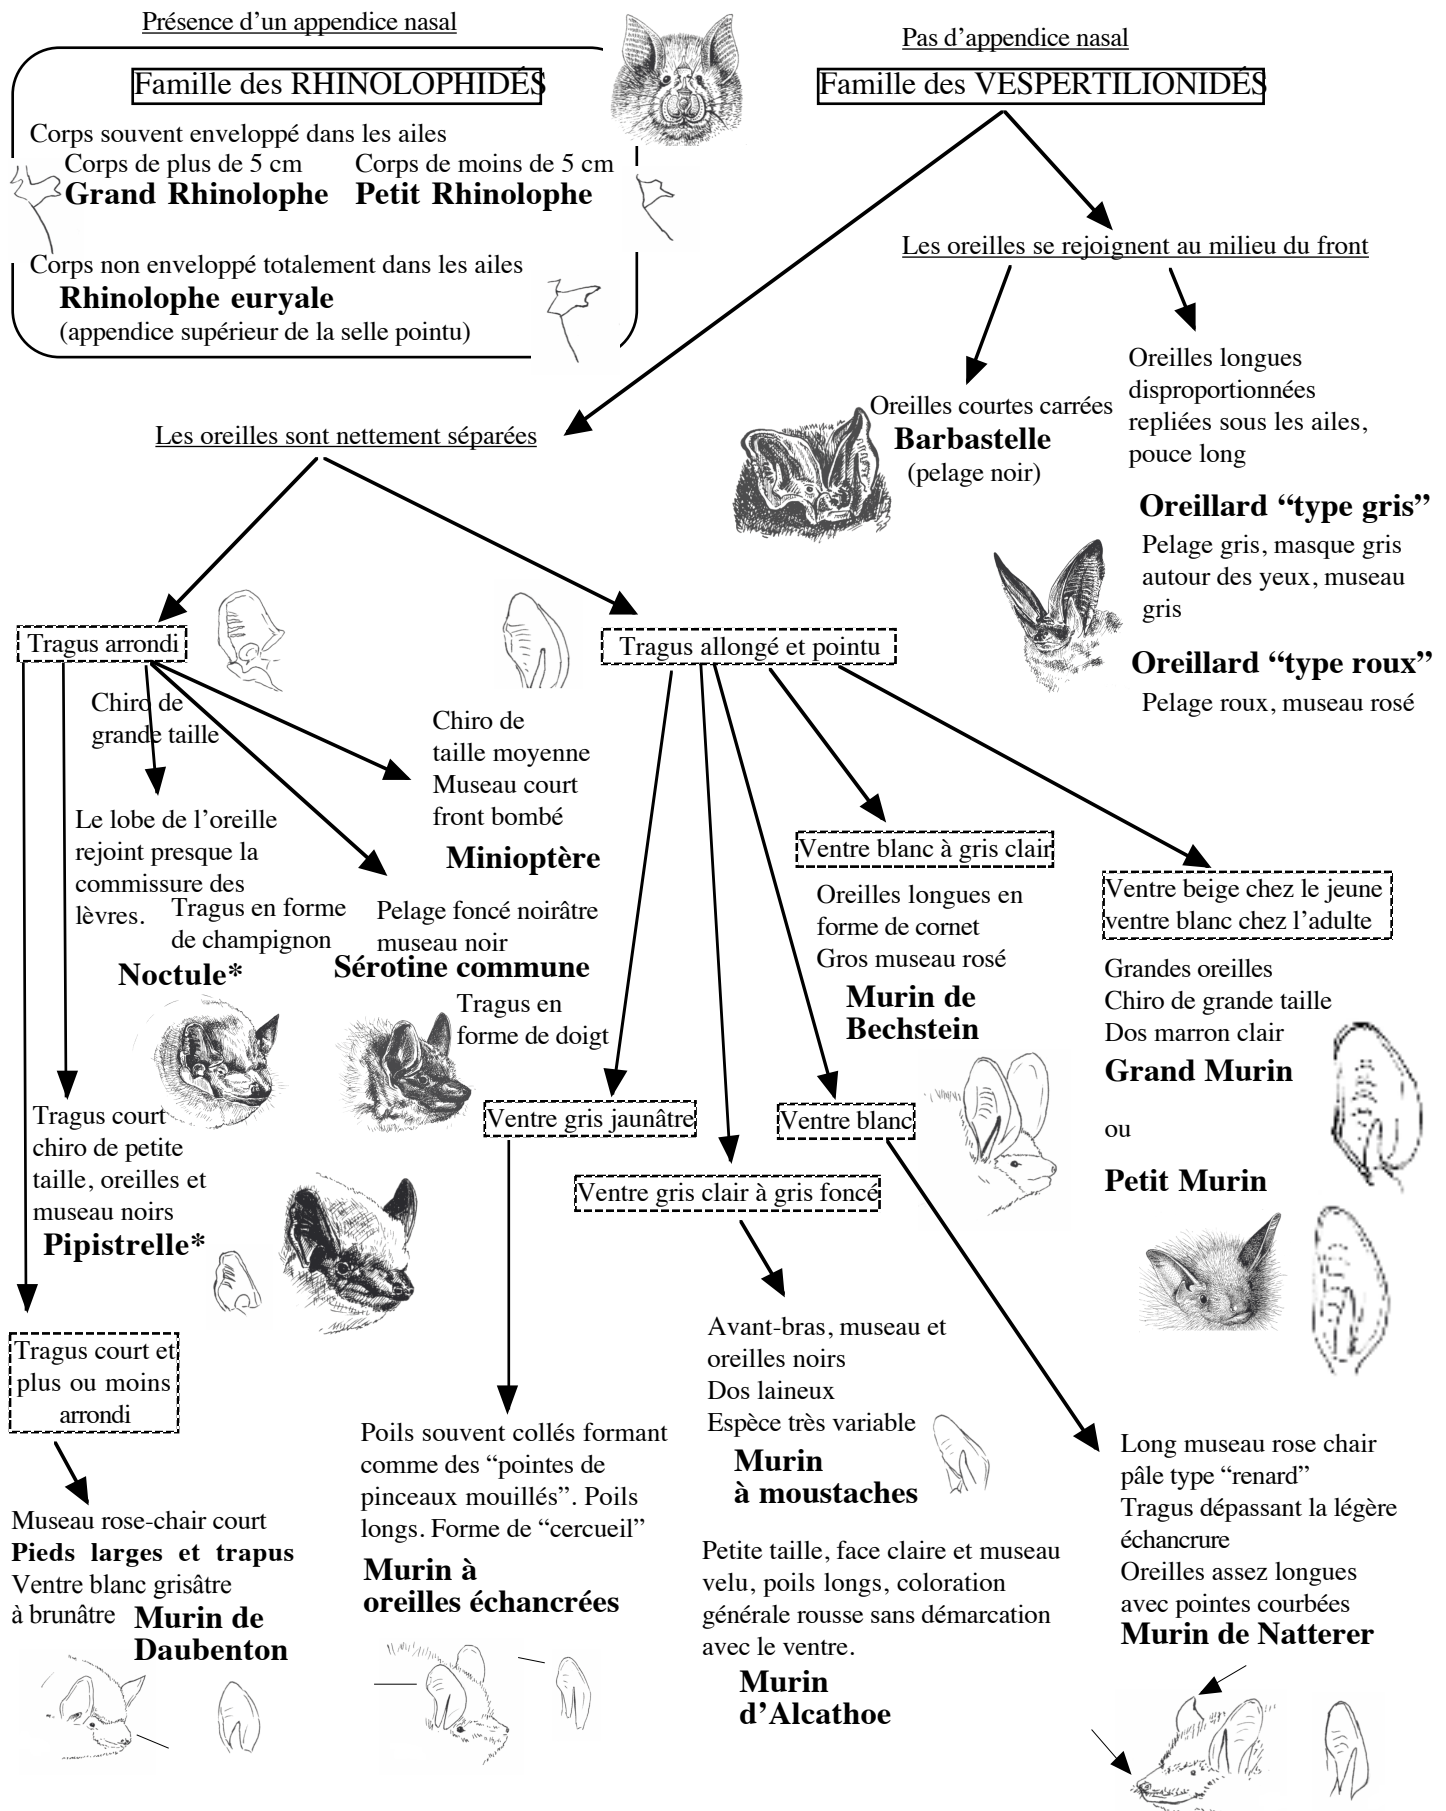 Présence d’un appendice nasal
Famille des RHINOLOPHIDÉS
Corps souvent enveloppé dans les ailes
Corps de plus de 5 cm
Grand Rhinolophe
Corps de moins de 5 cm
Petit Rhinolophe
Corps non enveloppé totalement dans les ailes
Rhinolophe euryale
(appendice supérieur de la selle pointu)
Pas d’appendice nasal
Famille des VESPERTILIONIDÉS
Les oreilles se rejoignent au milieu du front
Oreilles courtes carrées
Barbastelle
(pelage noir)
Oreilles longues
disproportionnées
repliées sous les ailes,
pouce long
Oreillard “type gris”
Pelage gris, masque gris
autour des yeux, museau
gris
Oreillard “type roux”
Pelage roux, museau rosé
Les oreilles sont nettement séparées
Tragus arrondi
Chiro de
grande taille
Le lobe de l’oreille
rejoint presque la
commissure des
lèvres.
Tragus en forme
de champignon
Noctule*
Chiro de
taille moyenne
Museau court
front bombé
Minioptère
Pelage foncé noirâtre
museau noir
Sérotine commune
Tragus en
forme de doigt
Tragus court
chiro de petite
taille, oreilles et
museau noirs
Pipistrelle*
Tragus court et
plus ou moins
arrondi
Museau rose-chair court
Pieds larges et trapus
Ventre blanc grisâtre
à brunâtre
Murin de
Daubenton
Tragus allongé et pointu
Ventre gris jaunâtre
Poils souvent collés formant
comme des “pointes de
pinceaux mouillés”. Poils
longs. Forme de “cercueil”
Murin à
oreilles échancrées
Ventre gris clair à gris foncé
Avant-bras, museau et
oreilles noirs
Dos laineux
Espèce très variable
Murin
à moustaches
Petite taille, face claire et museau
velu, poils longs, coloration
générale rousse sans démarcation
avec le ventre.
Murin
d’Alcathoe
Ventre blanc
Long museau rose chair
pâle type “renard”
Tragus dépassant la légère
échancrure
Oreilles assez longues
avec pointes courbées
Murin de Natterer
Ventre blanc à gris clair
Oreilles longues en
forme de cornet
Gros museau rosé
Murin de
Bechstein
Ventre beige chez le jeune
ventre blanc chez l’adulte
Grandes oreilles
Chiro de grande taille
Dos marron clair
Grand Murin
ou
Petit Murin